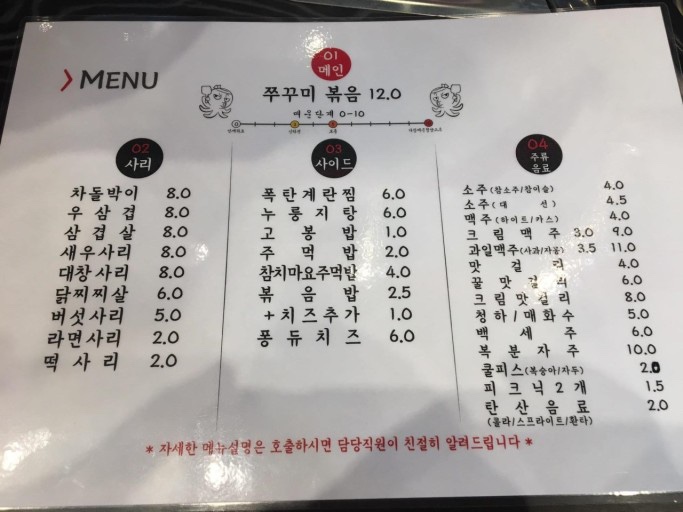 > MENU
01
메인
쭈꾸미 볶음 12.0
매운단계 0-10
02
사리
차돌박이 8.0
우삼겹 8.0
삼겹살 8.0
새우사리 8.0
대창사리 8.0
닭찌찌살 6.0
버섯사리 5.0
라면사리 2.0
떡사리 2.0
03
사이드
폭탄계란찜 6.0
누룽지탕 6.0
고봉밥 1.0
주먹밥 2.0
참치마요주먹밥 4.0
볶음밥 2.5
+치즈추가 1.0
퐁듀치즈 6.0
04
주류
음료
소주(참소주/참이슬) 4.0
소주(대선) 4.5
맥주(하이트/카스) 4.0
크림맥주 3.0 9.0
과일맥주(사과/자몽) 3.5 11.0
막걸리 4.0
꿀막걸리 6.0
크림막걸리 8.0
청하/매화수 5.0
백세주 6.0
복분자주 10.0
쿨피스(복숭아/자두) 2.0
피크닉2개 1.5
탄산음료 2.0
(콜라/스프라이트/환타)
* 자세한 메뉴설명은 호출하시면 담당직원이 친절히 알려드립니다 *